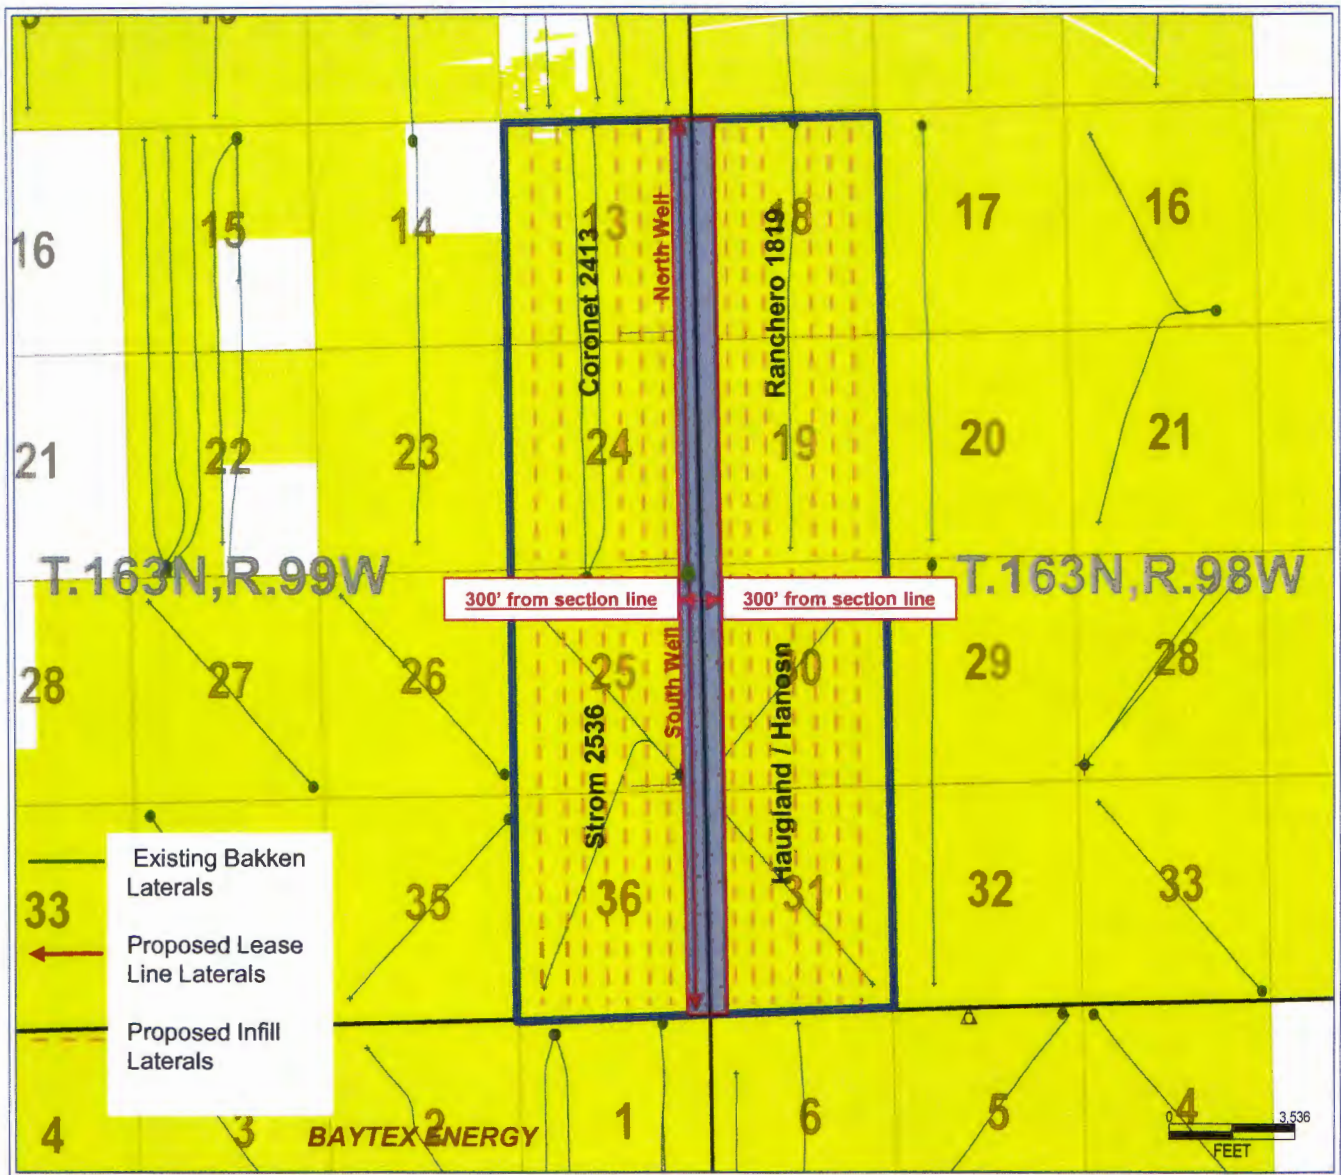 15
14
13
18
17
16
16
North Well
Coronet 2413
Ranchero 1819
21
22
23
24
19
20
21
T.163N,R.99W
T.163N,R.98W
300' from section line
300' from section line
28
27
26
25
30
29
28
South Well
Strom 2536
Haugland / Hanosn
33
35
36
31
32
33
Existing Bakken
Laterals
Proposed Lease
Line Laterals
Proposed Infill
Laterals
4
3
2
1
6
5
4
BAYTEX ENERGY
0
3,536
FEET